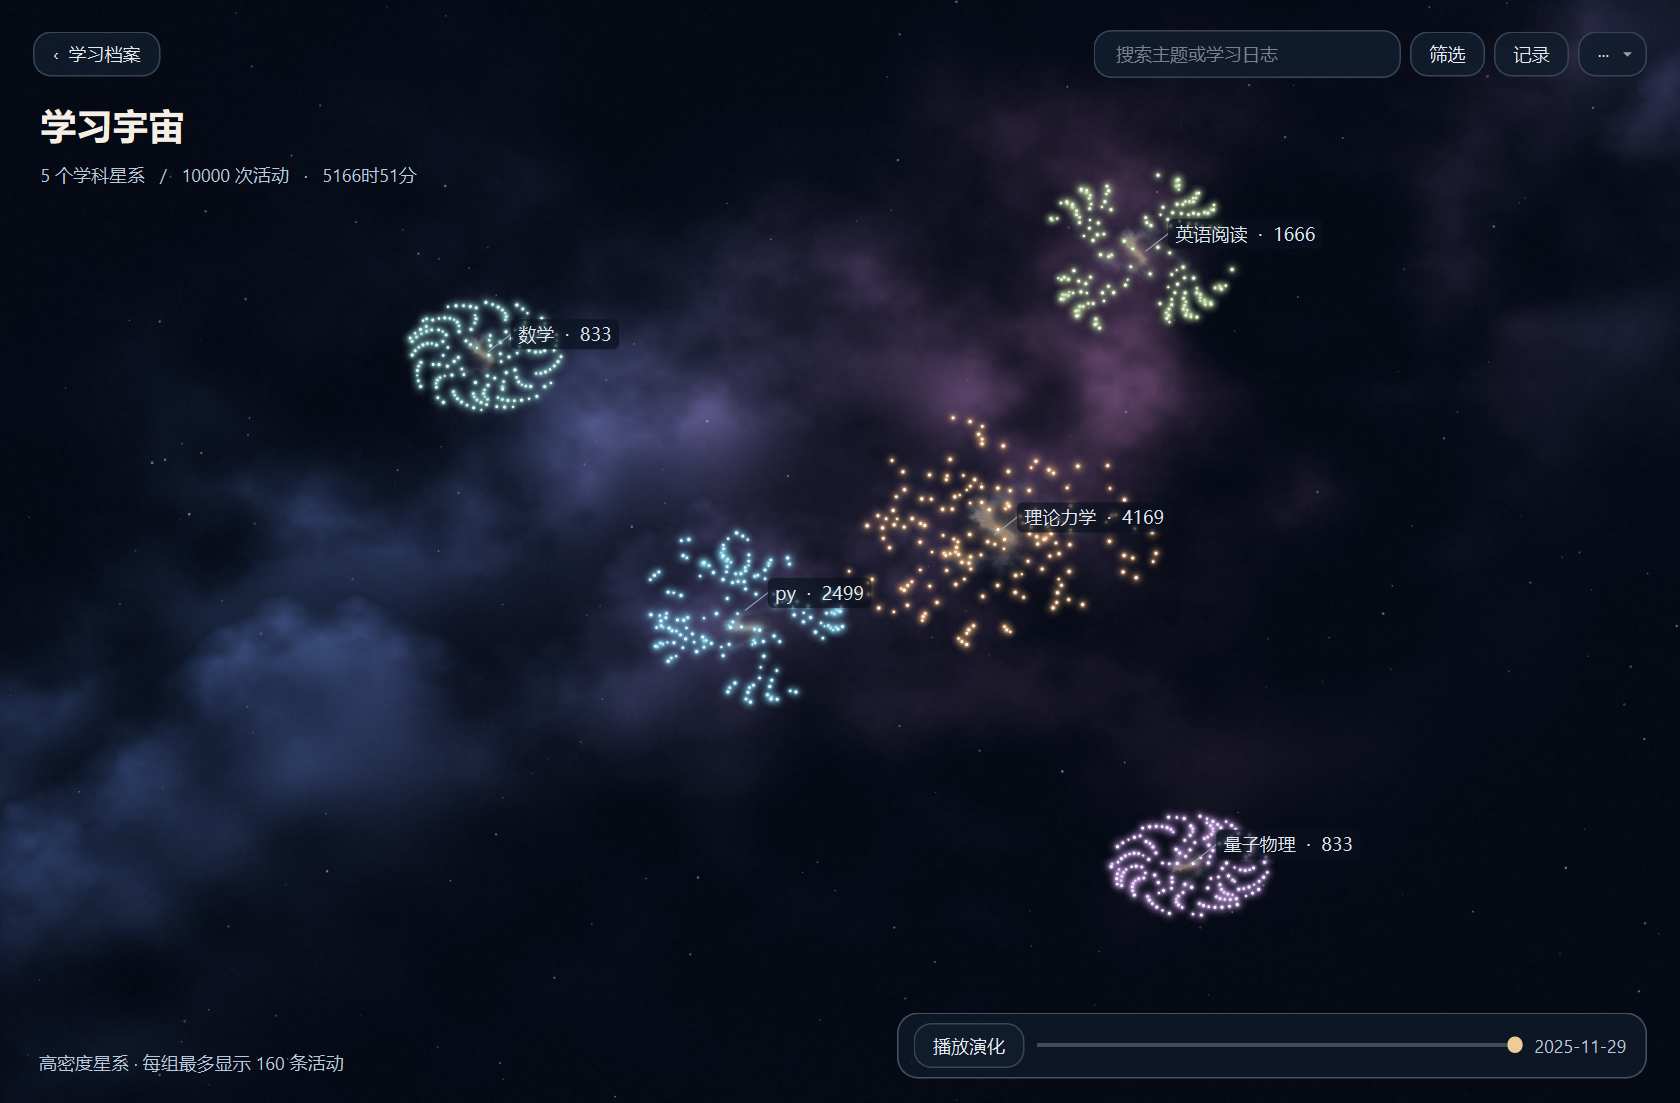 ‹ 学习档案
搜索主题或学习日志
筛选
记录
...
学习宇宙
5 个学科星系 / 10000 次活动 · 5166时51分
英语阅读 · 1666
数学 · 833
理论力学 · 4169
py · 2499
量子物理 · 833
高密度星系 · 每组最多显示 160 条活动
播放演化
2025-11-29